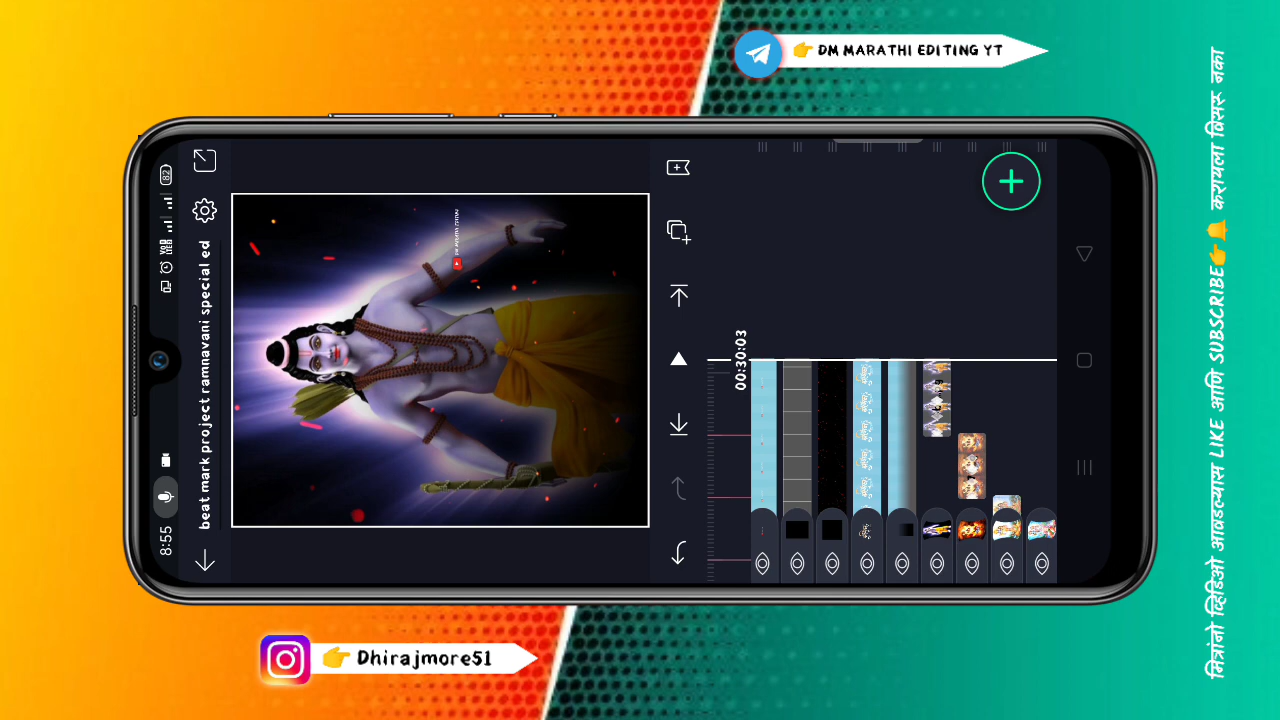 DM MARATHI EDITING YT
8:55
82
beat mark project ramnavani special ed
00:30:03
Dhirajmore51
मित्रांनो व्हिडिओ आवडल्यास LIKE आणि SUBSCRIBE करायला विसरू नका